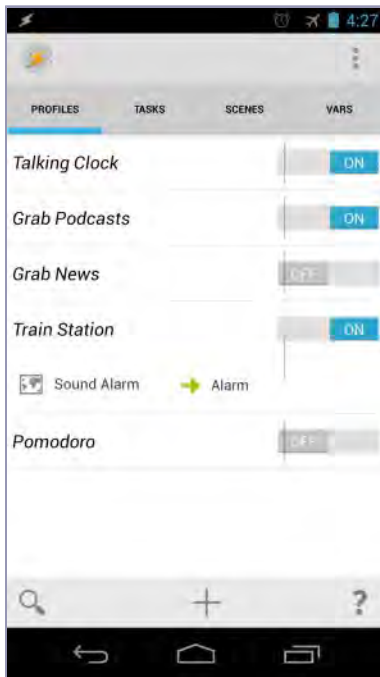 4:27
PROFILES TASKS SCENES VARS
Talking Clock ON
Grab Podcasts ON
Grab News OFF
Train Station ON
Sound Alarm Alarm
Pomodoro OFF
?